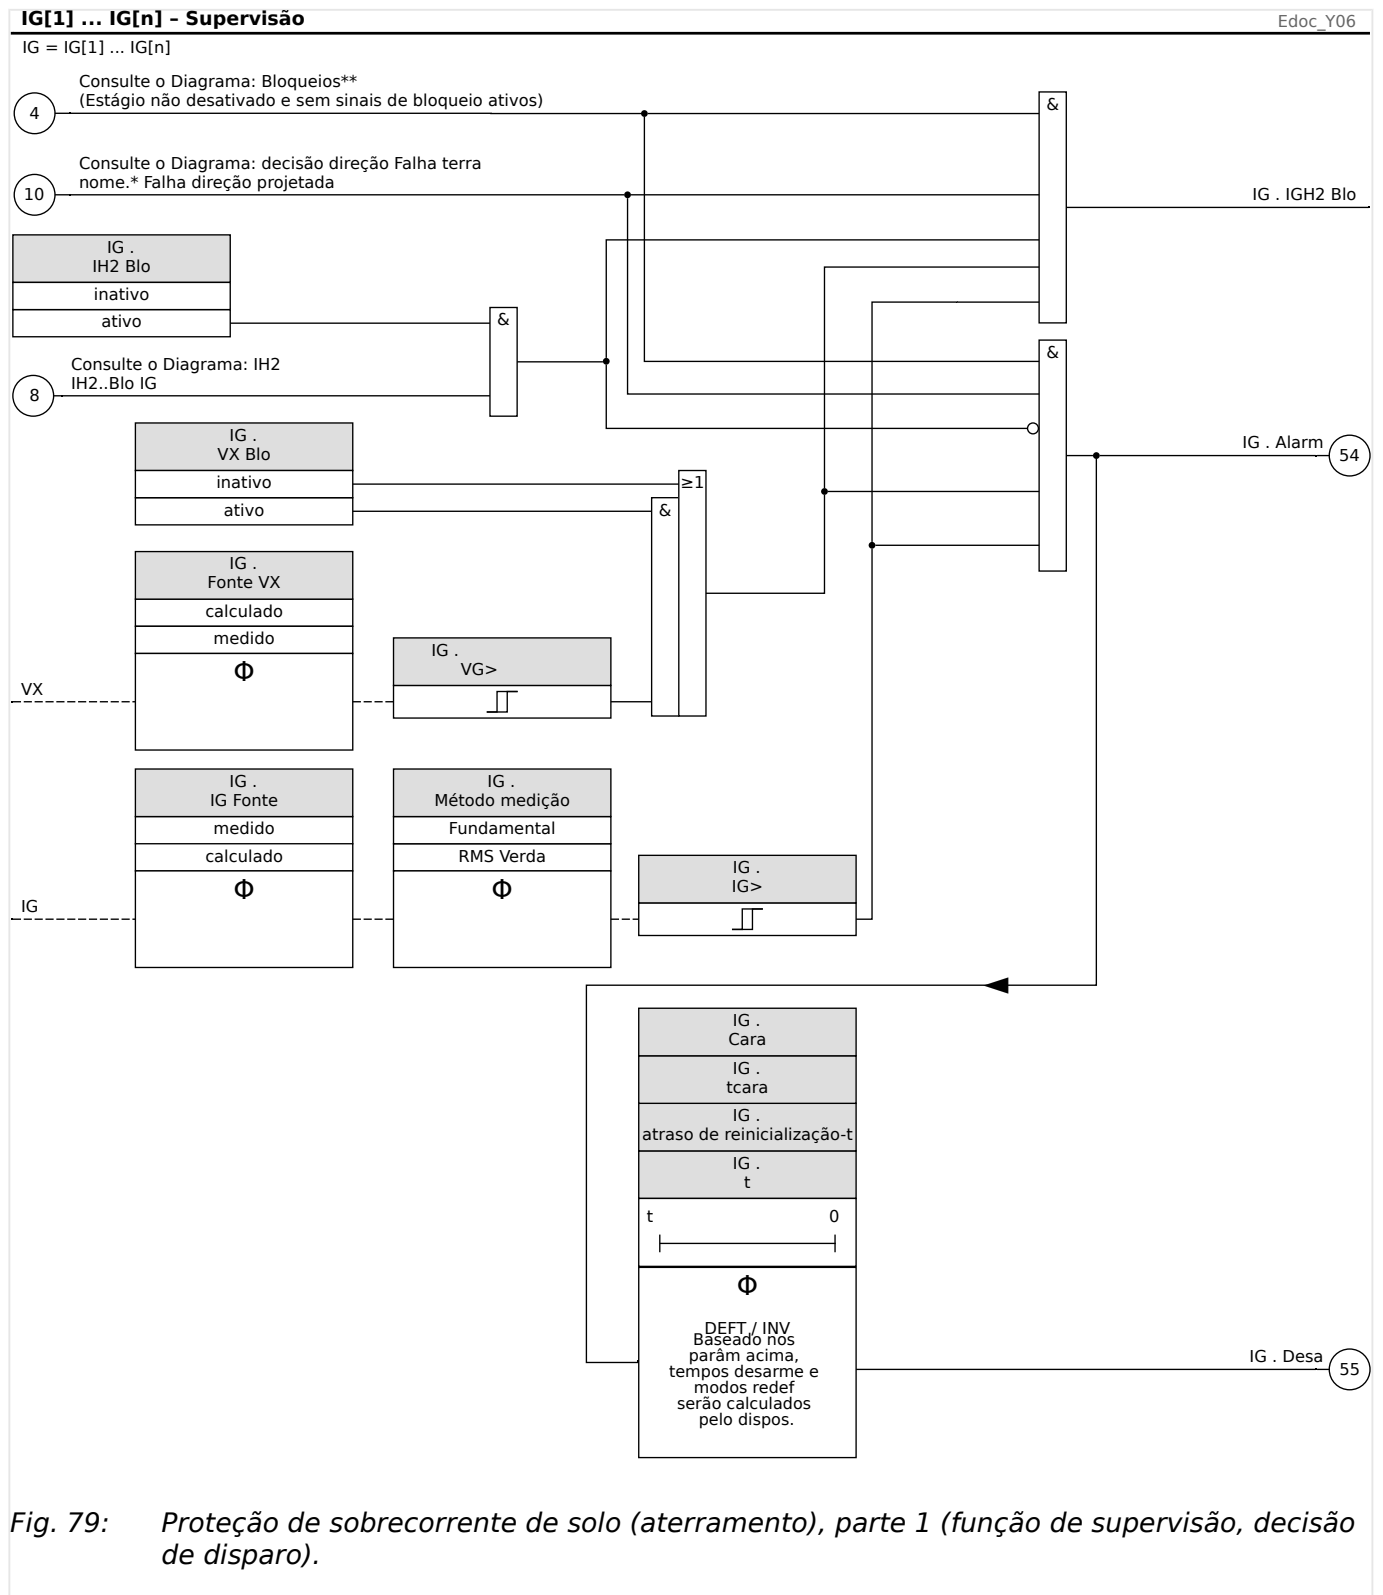 IG[1] ... IG[n] – Supervisão
Edoc_Y06
IG = IG[1] ... IG[n]
Consulte o Diagrama: Bloqueios**
(Estágio não desativado e sem sinais de bloqueio ativos)
4
&
Consulte o Diagrama: decisão direção Falha terra
nome.* Falha direção projetada
10
IG . IGH2 Blo
IG .
IH2 Blo
inativo
ativo
&
&
Consulte o Diagrama: IH2
IH2..Blo IG
8
IG .
VX Blo
inativo
ativo
≥1
&
IG . Alarm
54
IG .
Fonte VX
calculado
medido
Φ
VX
IG .
VG>
IG .
IG Fonte
medido
calculado
Φ
IG
IG .
Método medição
Fundamental
RMS Verda
Φ
IG .
IG>
IG .
Cara
IG .
tcara
IG .
atraso de reinicialização-t
IG .
t
t 0
Φ
DEFT / INV
Baseado nos
parâm acima,
tempos desarme e
modos redef
serão calculados
pelo dispos.
IG . Desa
55
Fig. 79: Proteção de sobrecorrente de solo (aterramento), parte 1 (função de supervisão, decisão
de disparo).